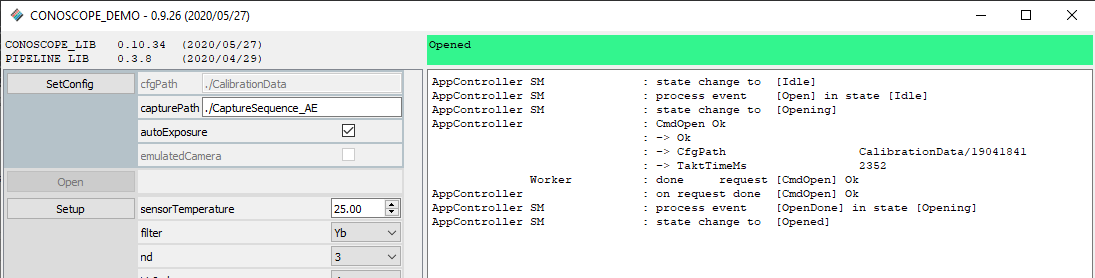 CONOSCOPE_DEMO - 0.9.26 (2020/05/27)
CONOSCOPE_LIB 0.10.34 (2020/05/27)
PIPELINE LIB 0.3.8 (2020/04/29)
SetConfig cfgPath ./CalibrationData
capturePath ./CaptureSequence_AE
autoExposure
emulatedCamera
Open
Setup sensorTemperature 25.00
filter Yb
nd 3
Opened
AppController SM : state change to [Idle]
AppController SM : process event [Open] in state [Idle]
AppController SM : state change to [Opening]
AppController : CmdOpen Ok
: -> Ok
: -> CfgPath CalibrationData/19041841
: -> TaktTimeMs 2352
Worker : done request [CmdOpen] Ok
AppController : on request done [CmdOpen] Ok
AppController SM : process event [OpenDone] in state [Opening]
AppController SM : state change to [Opened]